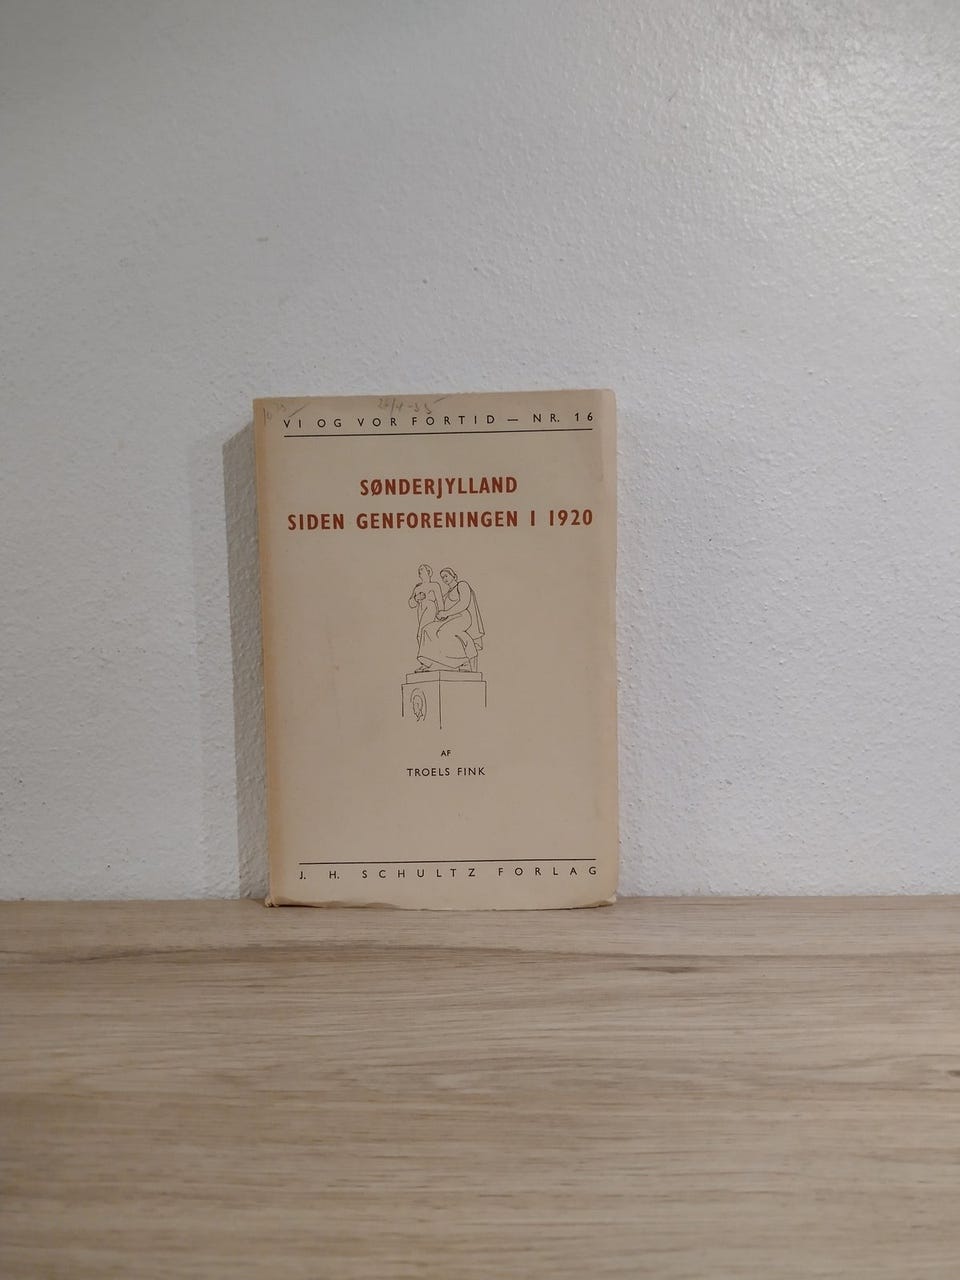 VI OG VOR FORTID — NR. 16
SØNDERJYLLAND
SIDEN GENFORENINGEN I 1920
AF
TROELS FINK
J. H. SCHULTZ FORLAG